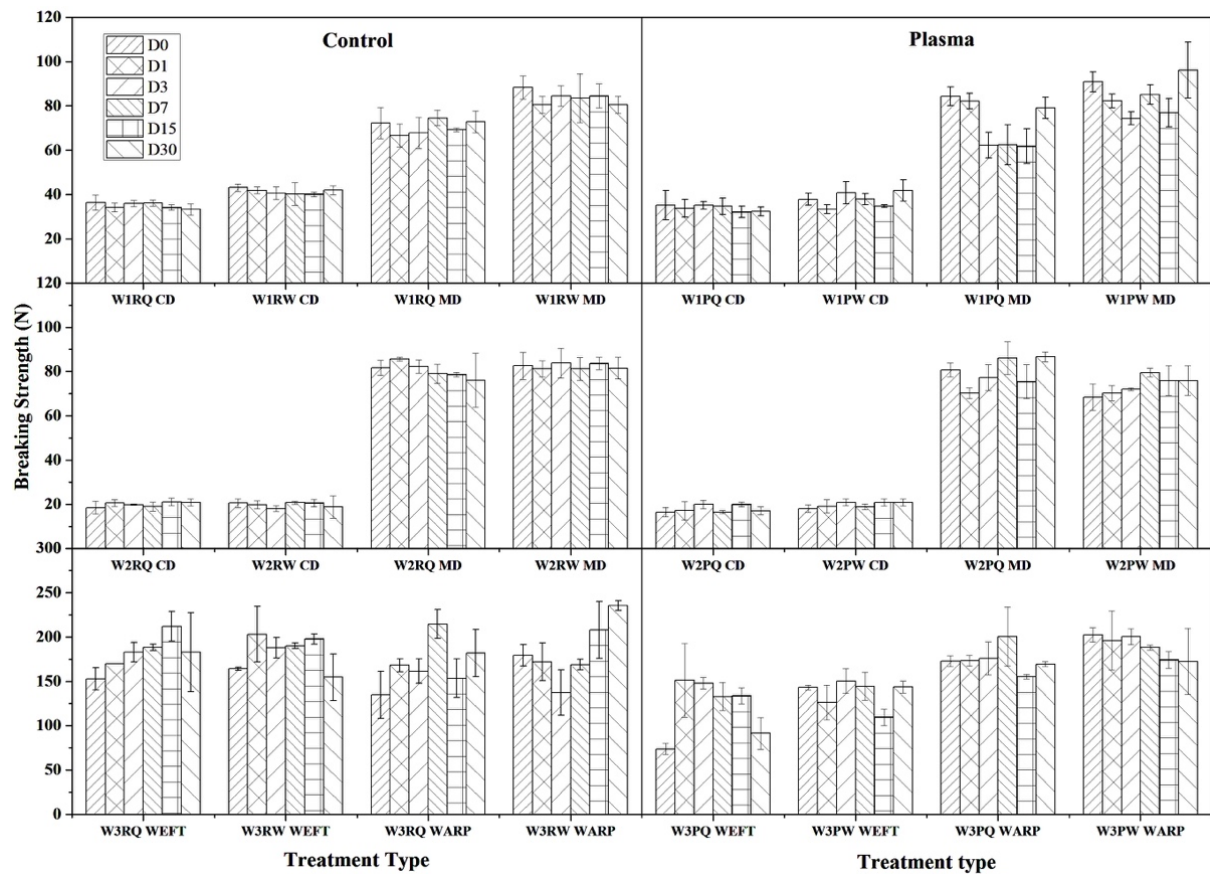 Control
Plasma
D0
D1
D3
D7
D15
D30
Breaking Strength (N)
120
100
80
60
40
20
120
W1RQ CD W1RW CD W1RQ MD W1RW MD W1PQ CD W1PW CD W1PQ MD W1PW MD
100
80
60
40
20
300
W2RQ CD W2RW CD W2RQ MD W2RW MD W2PQ CD W2PW CD W2PQ MD W2PW MD
250
200
150
100
50
0
W3RQ WEFT W3RW WEFT W3RQ WARP W3RW WARP W3PQ WEFT W3PW WEFT W3PQ WARP W3PW WARP
Treatment Type
Treatment type